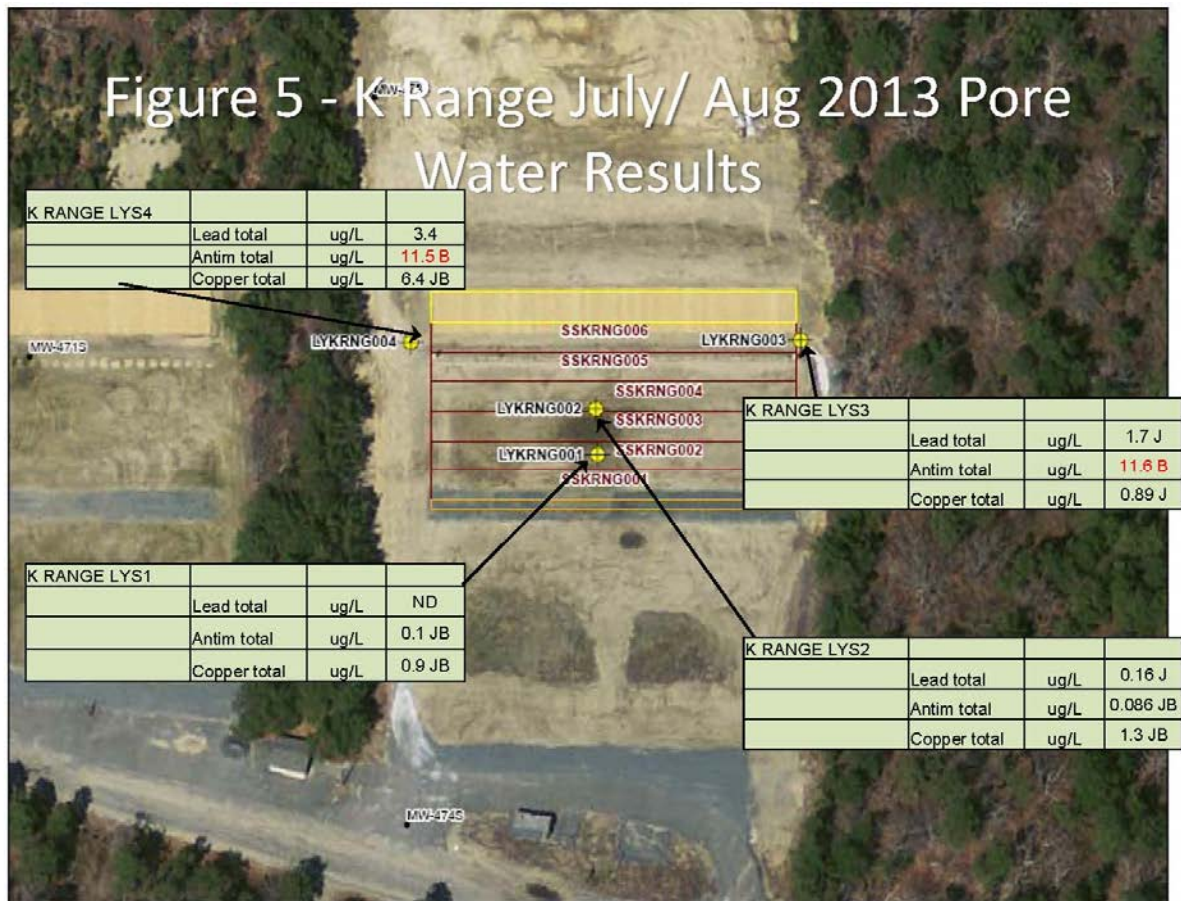 Figure 5 - K Range July/ Aug 2013 Pore
Water Results
K RANGE LYS4
Lead total ug/L 3.4
Antim total ug/L 11.5 B
Copper total ug/L 6.4 JB
MW-471S
LYKRNG004
SSKRNG006
LYKRNG003
SSKRNG005
SSKRNG004
LYKRNG002
SSKRNG003
LYKRNG001
SSKRNG002
SSKRNG001
K RANGE LYS3
Lead total ug/L 1.7 J
Antim total ug/L 11.6 B
Copper total ug/L 0.89 J
K RANGE LYS1
Lead total ug/L ND
Antim total ug/L 0.1 JB
Copper total ug/L 0.9 JB
K RANGE LYS2
Lead total ug/L 0.16 J
Antim total ug/L 0.086 JB
Copper total ug/L 1.3 JB
MW-474S